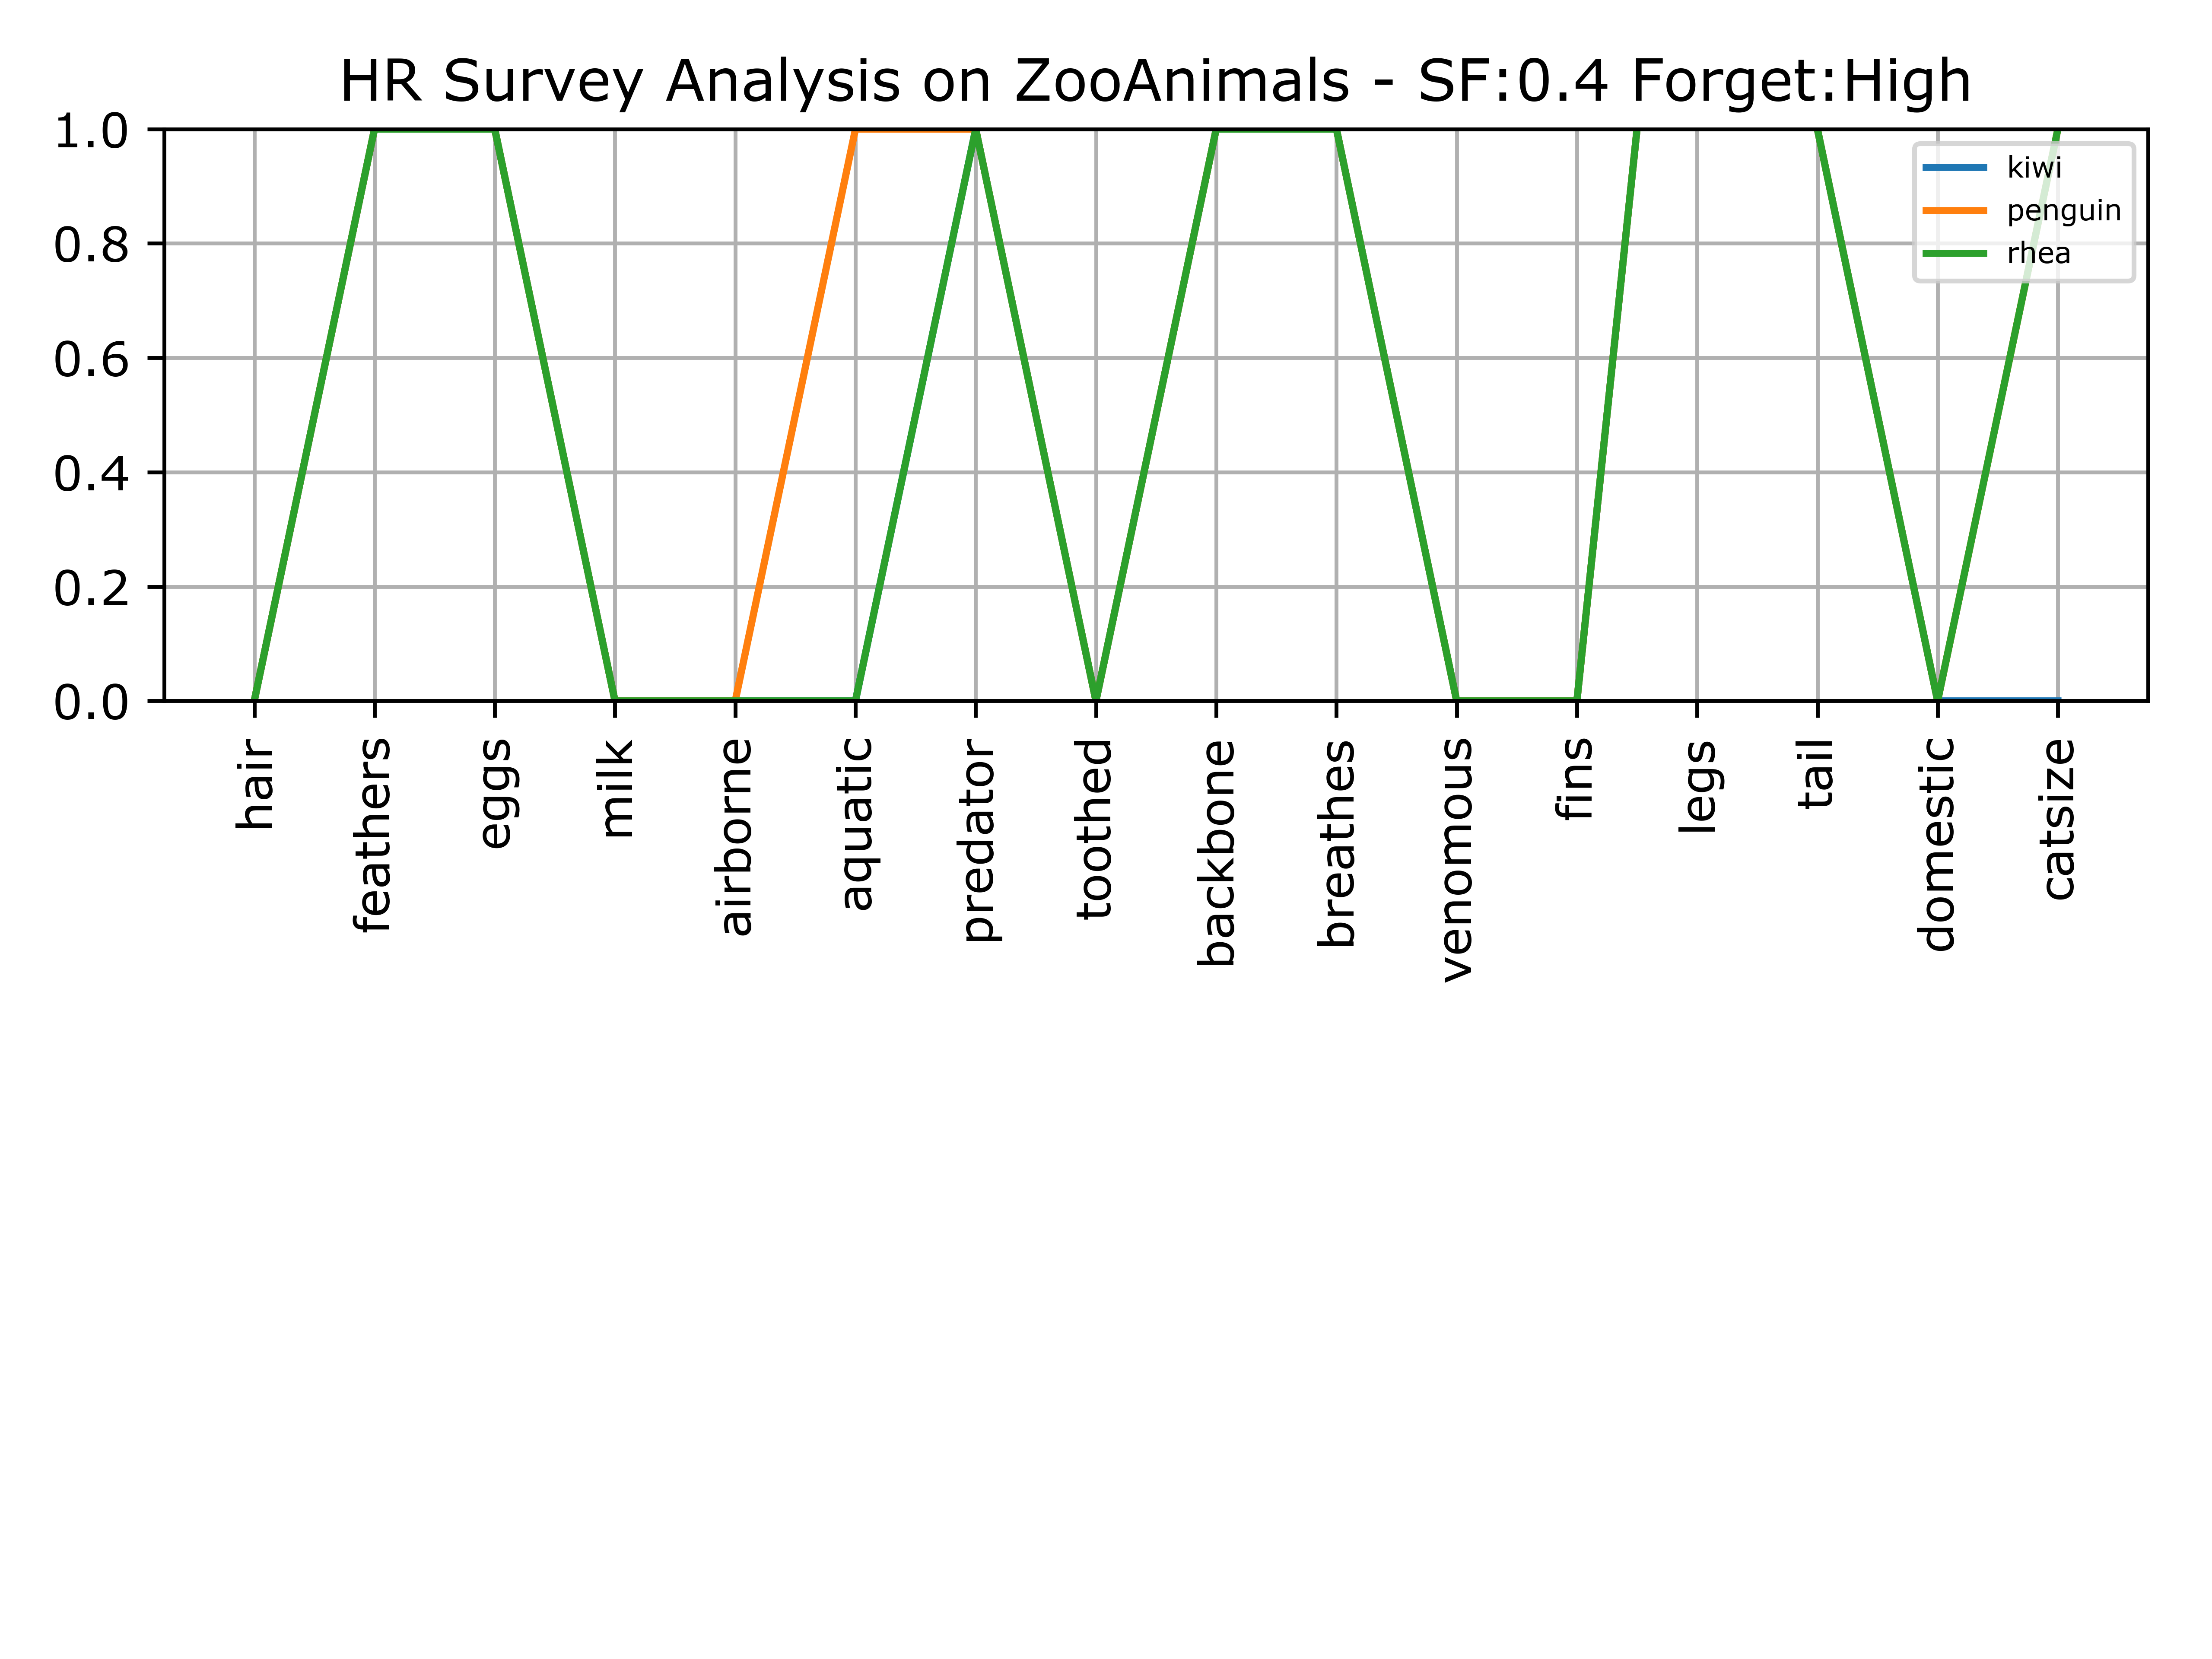 HR Survey Analysis on ZooAnimals - SF:0.4 Forget:High
1.0
0.8
0.6
0.4
0.2
0.0
kiwi
penguin
rhea
hair
feathers
eggs
milk
airborne
aquatic
predator
toothed
backbone
breathes
venomous
fins
legs
tail
domestic
catsize